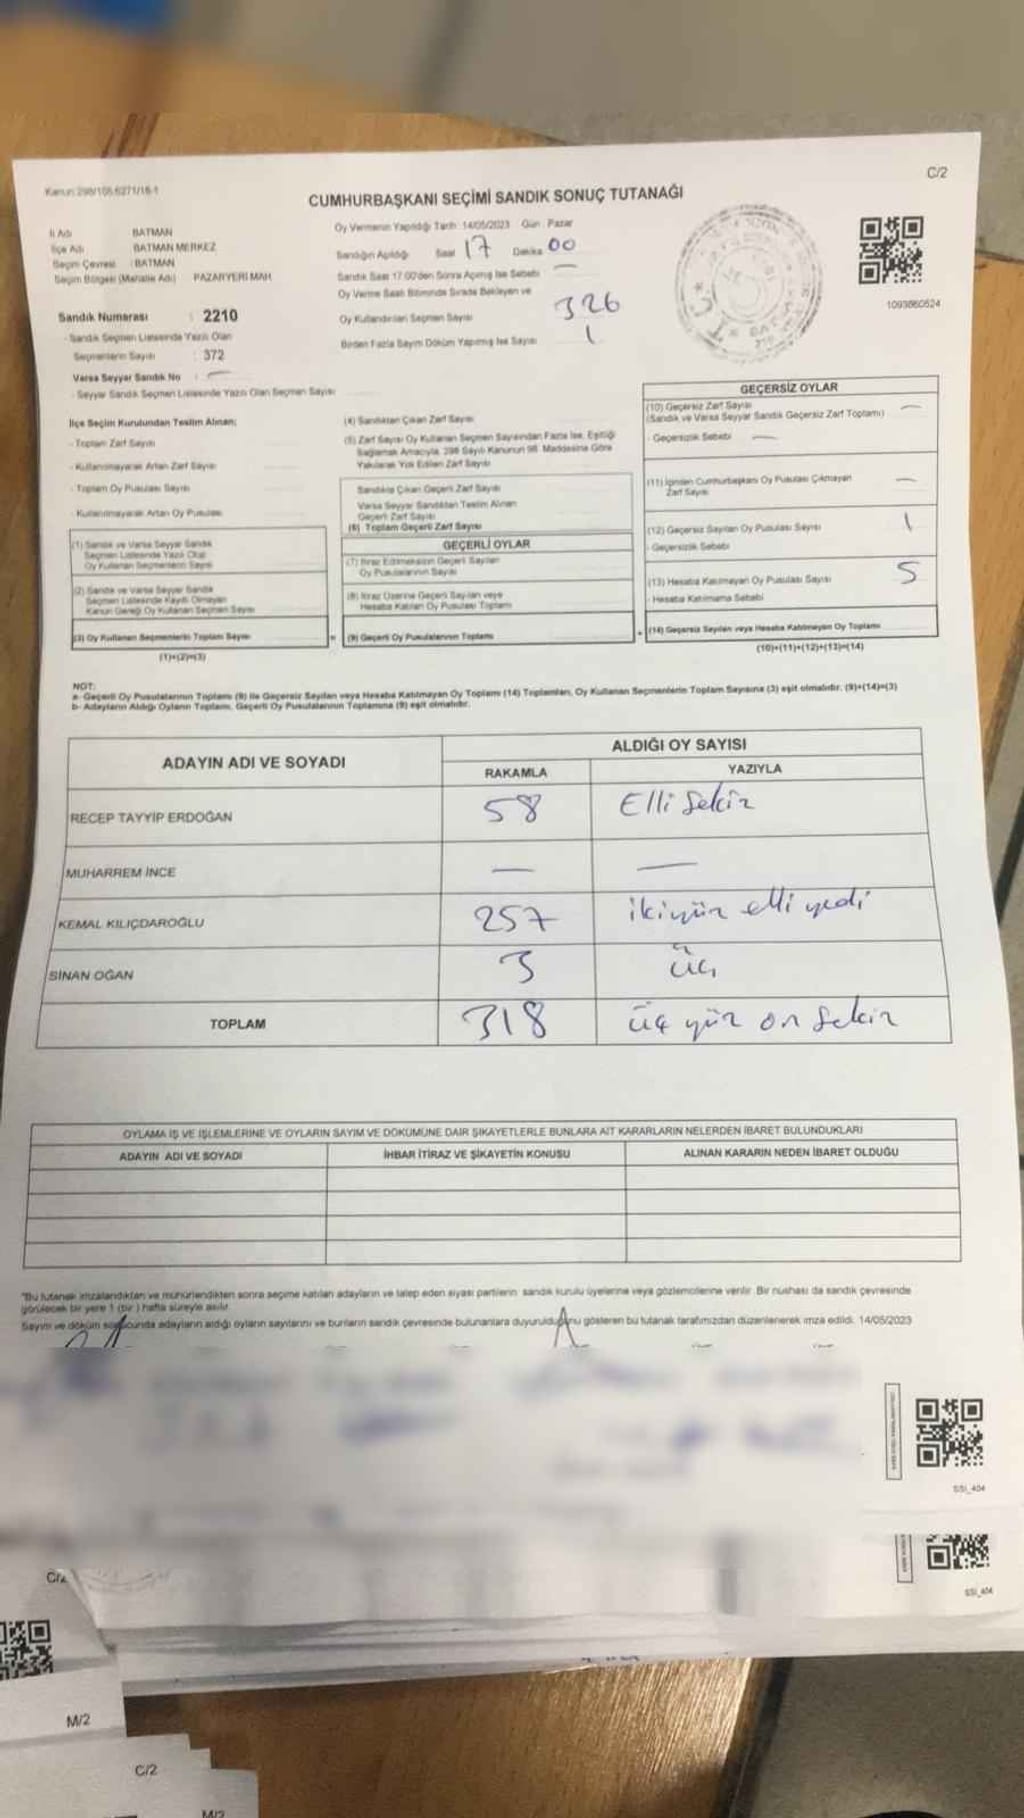 Kanun:298/105 6271/18-1
C/2
CUMHURBAŞKANI SEÇİMİ SANDIK SONUÇ TUTANAĞI
İl Adı BATMAN
İlçe Adı BATMAN MERKEZ
Seçim Çevresi : BATMAN
Seçim Bölgesi (Mahalle Adı) PAZARYERİ MAH.
Oy Vermenin Yapıldığı Tarih: 14/05/2023 Gün : Pazar
Sandığın Açıldığı Saat 17 Dakika 00
Sandık Saat 17.00'den Sonra Açılmış İse Sebebi —
Oy Verme Saati Bitiminde Sırada Bekleyen ve
Oy Kullandırılan Seçmen Sayısı 326
Birden Fazla Sayım Döküm Yapılmış İse Sayısı 1
1093860524
Sandık Numarası : 2210
- Sandık Seçmen Listesinde Yazılı Olan
Seçmenlerin Sayısı : 372
Varsa Seyyar Sandık No : —
- Seyyar Sandık Seçmen Listesinde Yazılı Olan Seçmen Sayısı
İlçe Seçim Kurulundan Teslim Alınan;
- Toplam Zarf Sayısı
- Kullanılmayarak Artan Zarf Sayısı
- Toplam Oy Pusulası Sayısı
- Kullanılmayarak Artan Oy Pusulası
(1) Sandık ve Varsa Seyyar Sandık
Seçmen Listesinde Yazılı Olup
Oy Kullanan Seçmenlerin Sayısı
(2) Sandık ve Varsa Seyyar Sandık
Seçmen Listesinde Kayıtlı Olmayan
Kanun Gereği Oy Kullanan Seçmen Sayısı
(3) Oy Kullanan Seçmenlerin Toplam Sayısı
(1)+(2)=(3)
(4) Sandıktan Çıkan Zarf Sayısı
(5) Zarf Sayısı Oy Kullanan Seçmen Sayısından Fazla İse, Eşitliği
Sağlamak Amacıyla, 298 Sayılı Kanunun 98. Maddesine Göre
Yakılarak Yok Edilen Zarf Sayısı
Sandıkta Çıkan Geçerli Zarf Sayısı
Varsa Seyyar Sandıktan Teslim Alınan
Geçerli Zarf Sayısı
(6) Toplam Geçerli Zarf Sayısı
GEÇERLİ OYLAR
(7) İtiraz Edilmeksizin Geçerli Sayılan
Oy Pusulalarının Sayısı
(8) İtiraz Üzerine Geçerli Sayılan veya
Hesaba Katılan Oy Pusulası Toplamı
= (9) Geçerli Oy Pusulalarının Toplamı
GEÇERSİZ OYLAR
(10) Geçersiz Zarf Sayısı —
(Sandık ve Varsa Seyyar Sandık Geçersiz Zarf Toplamı)
- Geçersizlik Sebebi —
(11) İçinden Cumhurbaşkanı Oy Pusulası Çıkmayan —
Zarf Sayısı
(12) Geçersiz Sayılan Oy Pusulası Sayısı 1
- Geçersizlik Sebebi
(13) Hesaba Katılmayan Oy Pusulası Sayısı 5
- Hesaba Katılmama Sebebi
+ (14) Geçersiz Sayılan veya Hesaba Katılmayan Oy Toplamı
(10)+(11)+(12)+(13)=(14)
NOT:
a- Geçerli Oy Pusulalarının Toplamı (9) ile Geçersiz Sayılan veya Hesaba Katılmayan Oy Toplamı (14) Toplamları, Oy Kullanan Seçmenlerin Toplam Sayısına (3) eşit olmalıdır. (9)+(14)=(3)
b- Adayların Aldığı Oyların Toplamı, Geçerli Oy Pusulalarının Toplamına (9) eşit olmalıdır.
ADAYIN ADI VE SOYADI ALDIĞI OY SAYISI
RAKAMLA YAZIYLA
RECEP TAYYİP ERDOĞAN 58 Elli Sekiz
MUHARREM İNCE — —
KEMAL KILIÇDAROĞLU 257 ikiyüz elli yedi
SİNAN OĞAN 3 üç
TOPLAM 318 üç yüz on Sekiz
OYLAMA İŞ VE İŞLEMLERİNE VE OYLARIN SAYIM VE DÖKÜMÜNE DAİR ŞİKAYETLERLE BUNLARA AİT KARARLARIN NELERDEN İBARET BULUNDUKLARI
ADAYIN ADI VE SOYADI İHBAR İTİRAZ VE ŞİKAYETİN KONUSU ALINAN KARARIN NEDEN İBARET OLDUĞU
"Bu tutanak imzalandıktan ve mühürlendikten sonra seçime katılan adayların ve talep eden siyasi partilerin sandık kurulu üyelerine veya gözlemcilerine verilir. Bir nüshası da sandık çevresinde
görülecek bir yere 1 (bir ) hafta süreyle asılır.
Sayım ve döküm sonucunda adayların aldığı oyların sayılarını ve bunların sandık çevresinde bulunanlara duyurulduğunu gösteren bu tutanak tarafımızdan düzenlenerek imza edildi. 14/05/2023
SSI_404
SSI_404
C/2
M/2
C/2
M/2